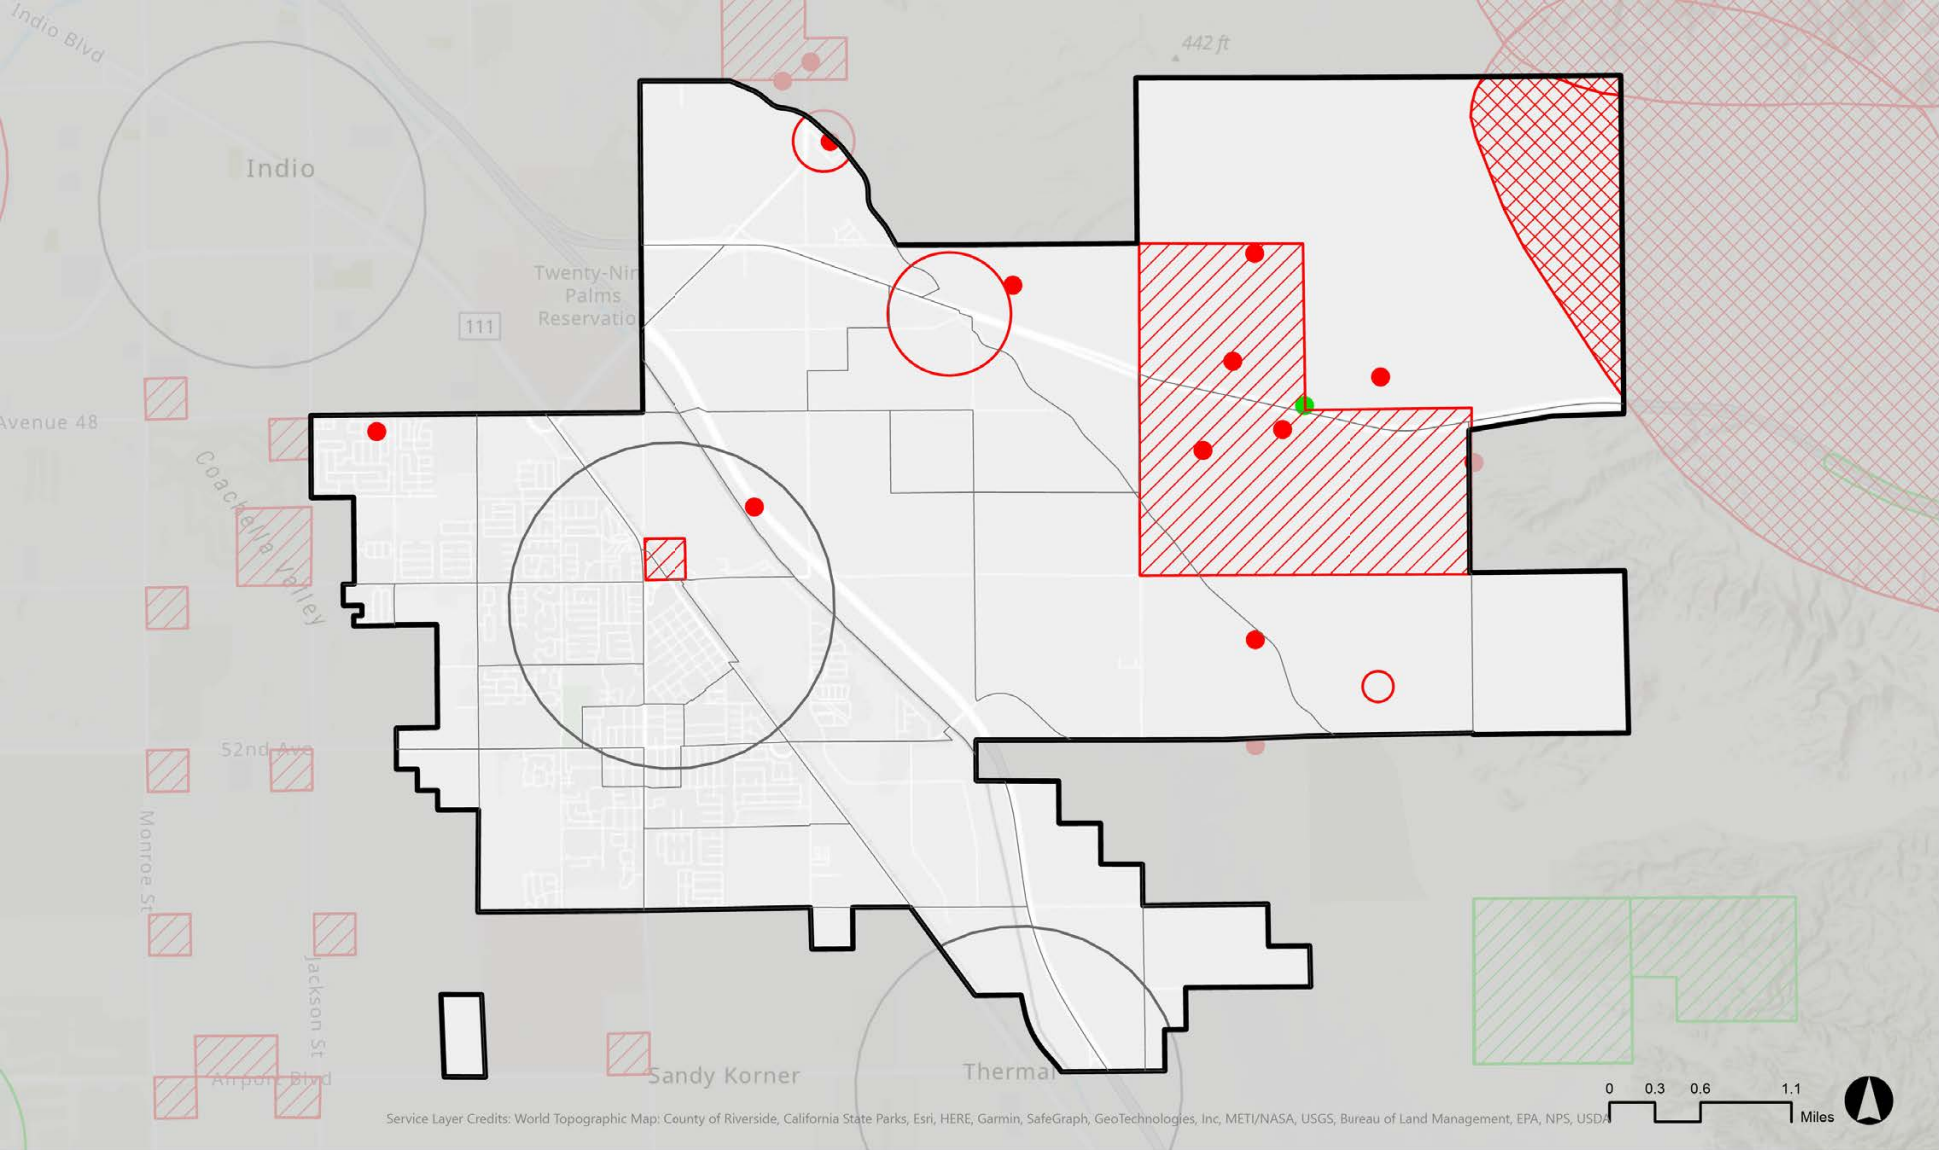 Indio Blvd
442 ft
Indio
Twenty-Nin
Palms
Reservatio
111
Avenue 48
Coachella Valley
52nd Ave
Monroe St
Jackson St
Airport Blvd
Sandy Korner
Thermal
0 0.3 0.6 1.1
Miles
Service Layer Credits: World Topographic Map: County of Riverside, California State Parks, Esri, HERE, Garmin, SafeGraph, GeoTechnologies, Inc, METI/NASA, USGS, Bureau of Land Management, EPA, NPS, USDA